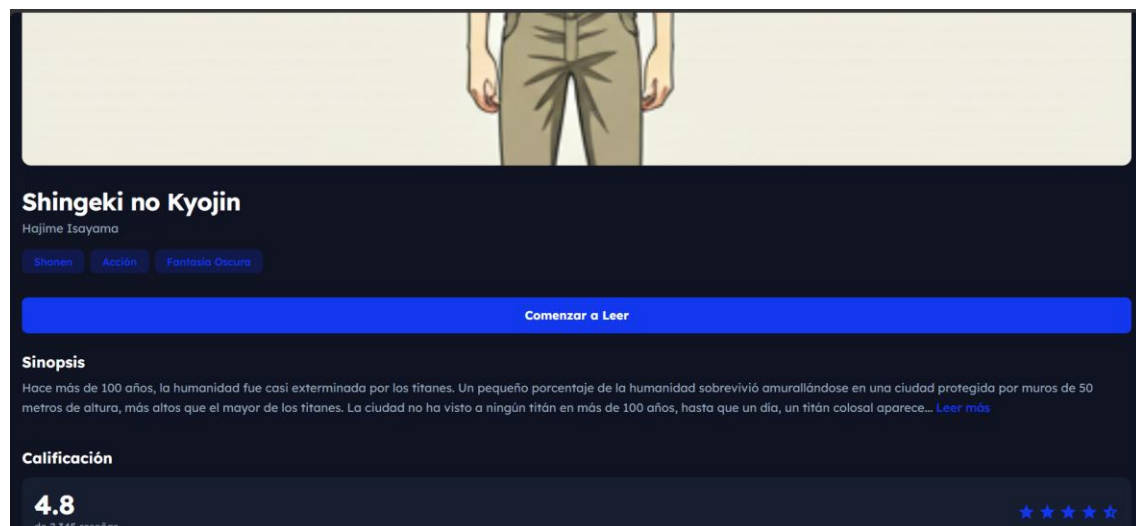 Shingeki no Kyojin
Hajime Isayama
Shonen Acción Fantasía Oscura
Comenzar a Leer
Sinopsis
Hace más de 100 años, la humanidad fue casi exterminada por los titanes. Un pequeño porcentaje de la humanidad sobrevivió amurallándose en una ciudad protegida por muros de 50
metros de altura, más altos que el mayor de los titanes. La ciudad no ha visto a ningún titán en más de 100 años, hasta que un día, un titán colosal aparece... Leer más
Calificación
4.8